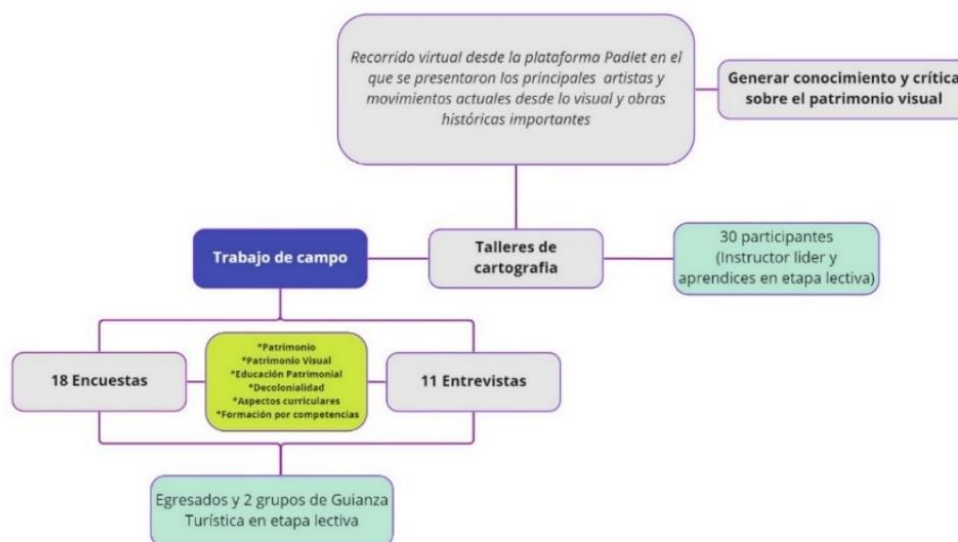 Recorrido virtual desde la plataforma Padlet en el
que se presentaron los principales artistas y
movimientos actuales desde lo visual y obras
históricas importantes
Generar conocimiento y crítica
sobre el patrimonio visual
Trabajo de campo
Talleres de
cartografia
30 participantes
(Instructor lider y
aprendices en etapa lectiva)
18 Encuestas
*Patrimonio
*Patrimonio Visual
*Educación Patrimonial
*Decolonialidad
*Aspectos curriculares
*Formación por competencias
11 Entrevistas
Egresados y 2 grupos de Guianza
Turística en etapa lectiva